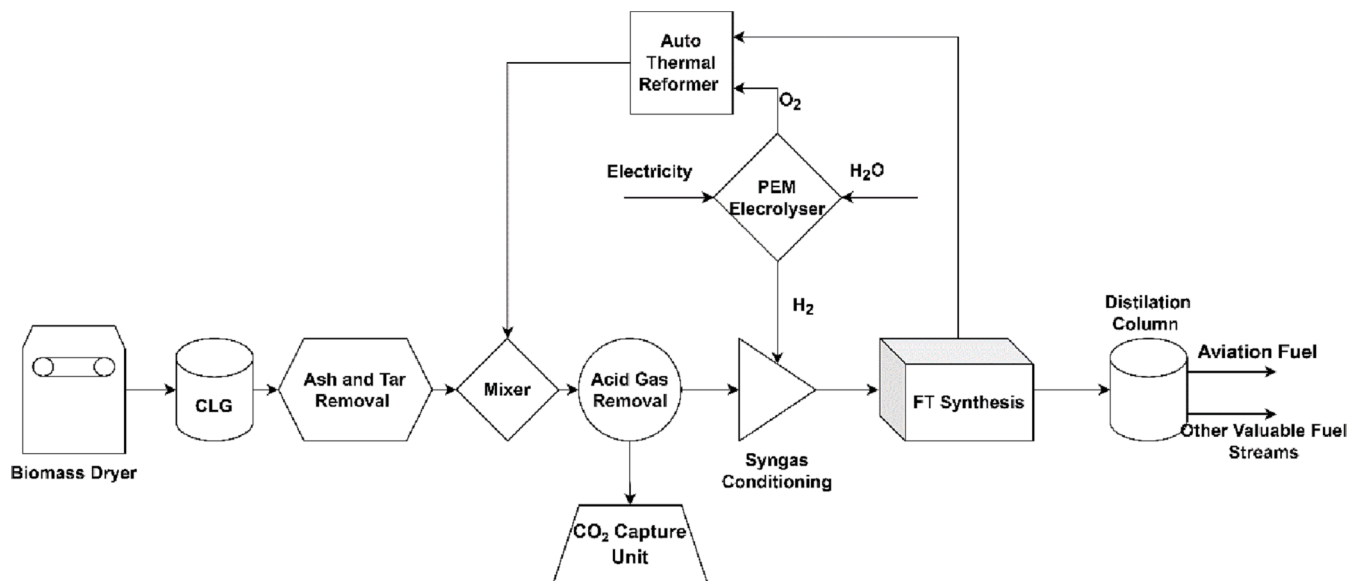 Auto
Thermal
Reformer
O₂
Electricity
PEM
Elecrolyser
H₂O
H₂
Distilation
Column
Aviation Fuel
Other Valuable Fuel
Streams
Biomass Dryer
CLG
Ash and Tar
Removal
Mixer
Acid Gas
Removal
Syngas
Conditioning
FT Synthesis
CO₂ Capture
Unit